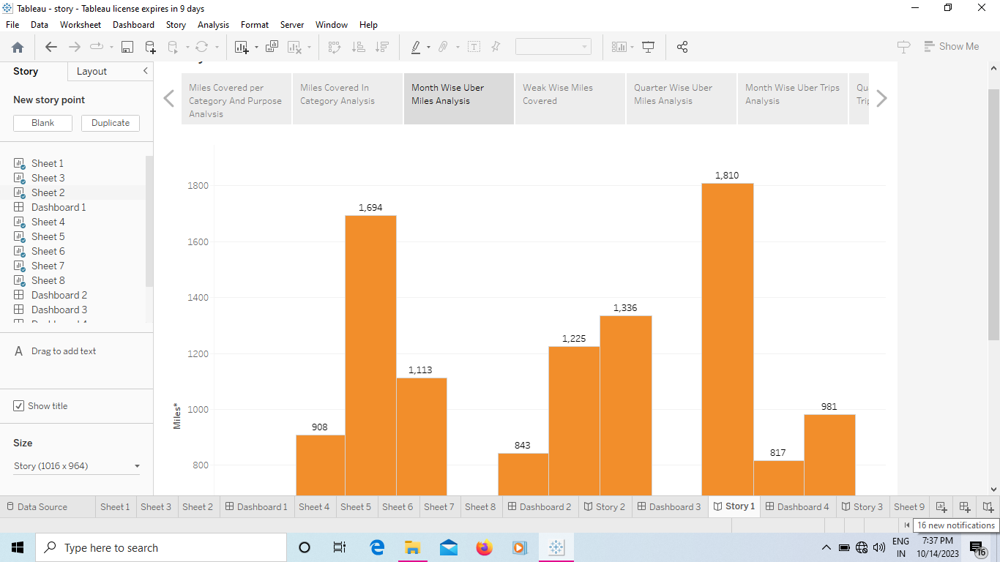 Tableau - story - Tableau license expires in 9 days
File Data Worksheet Dashboard Story Analysis Format Server Window Help
Show Me
Story Layout
New story point
Blank Duplicate
Sheet 1
Sheet 3
Sheet 2
Dashboard 1
Sheet 4
Sheet 5
Sheet 6
Sheet 7
Sheet 8
Dashboard 2
Dashboard 3
A Drag to add text
Show title
Size
Story (1016 x 964)
Miles Covered per
Category And Purpose
Analysis
Miles Covered In
Category Analysis
Month Wise Uber
Miles Analysis
Weak Wise Miles
Covered
Quarter Wise Uber
Miles Analysis
Month Wise Uber Trips
Analysis
Qu
Trip
1800
1600
1400
1200
1000
800
Miles*
908
1,694
1,113
843
1,225
1,336
1,810
817
981
Data Source Sheet 1 Sheet 3 Sheet 2 Dashboard 1 Sheet 4 Sheet 5 Sheet 6 Sheet 7 Sheet 8 Dashboard 2 Story 2 Dashboard 3 Story 1 Dashboard 4 Story 3 Sheet 9
16 new notifications
Type here to search
ENG
IN
7:37 PM
10/14/2023
16